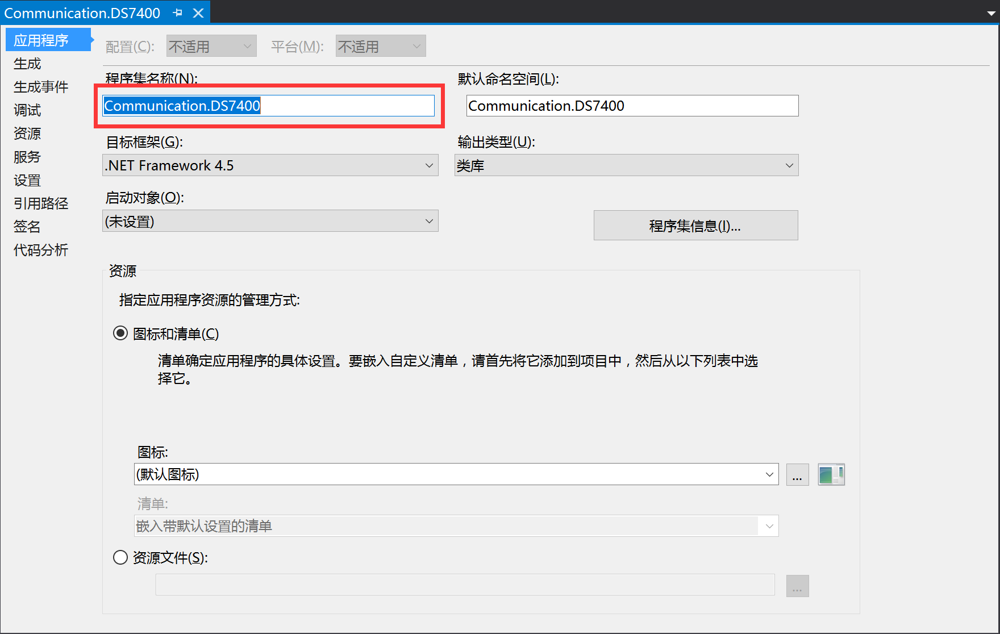 Communication.DS7400
应用程序
生成
生成事件
调试
资源
服务
设置
引用路径
签名
代码分析
配置(C): 不适用 平台(M): 不适用
程序集名称(N): 默认命名空间(L):
Communication.DS7400 Communication.DS7400
目标框架(G): 输出类型(U):
.NET Framework 4.5 类库
启动对象(O):
(未设置) 程序集信息(I)...
资源
指定应用程序资源的管理方式:
图标和清单(C)
清单确定应用程序的具体设置。要嵌入自定义清单，请首先将它添加到项目中，然后从以下列表中选
择它。
图标:
(默认图标) ...
清单:
嵌入带默认设置的清单
资源文件(S):
...